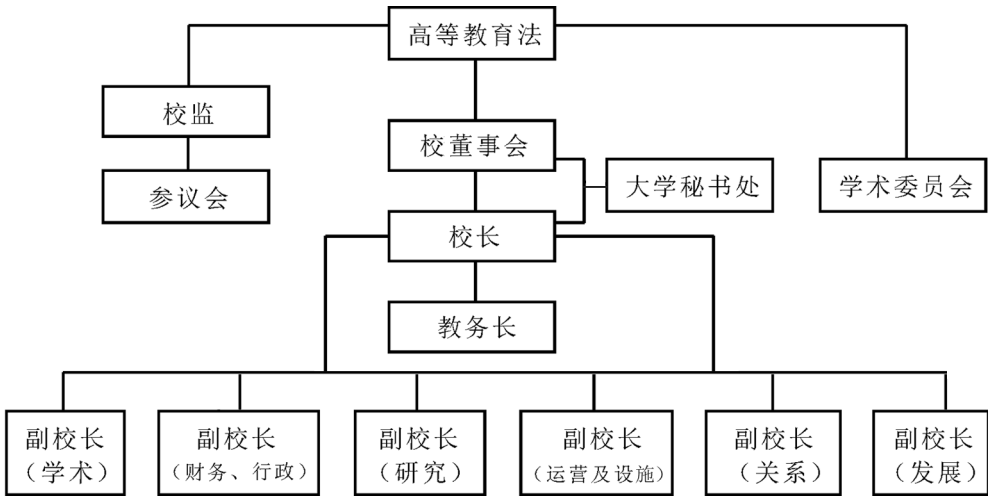 高等教育法
校监
校董事会
参议会
大学秘书处
学术委员会
校长
教务长
副校长
（学术）
副校长
（财务、行政）
副校长
（研究）
副校长
（运营及设施）
副校长
（关系）
副校长
（发展）